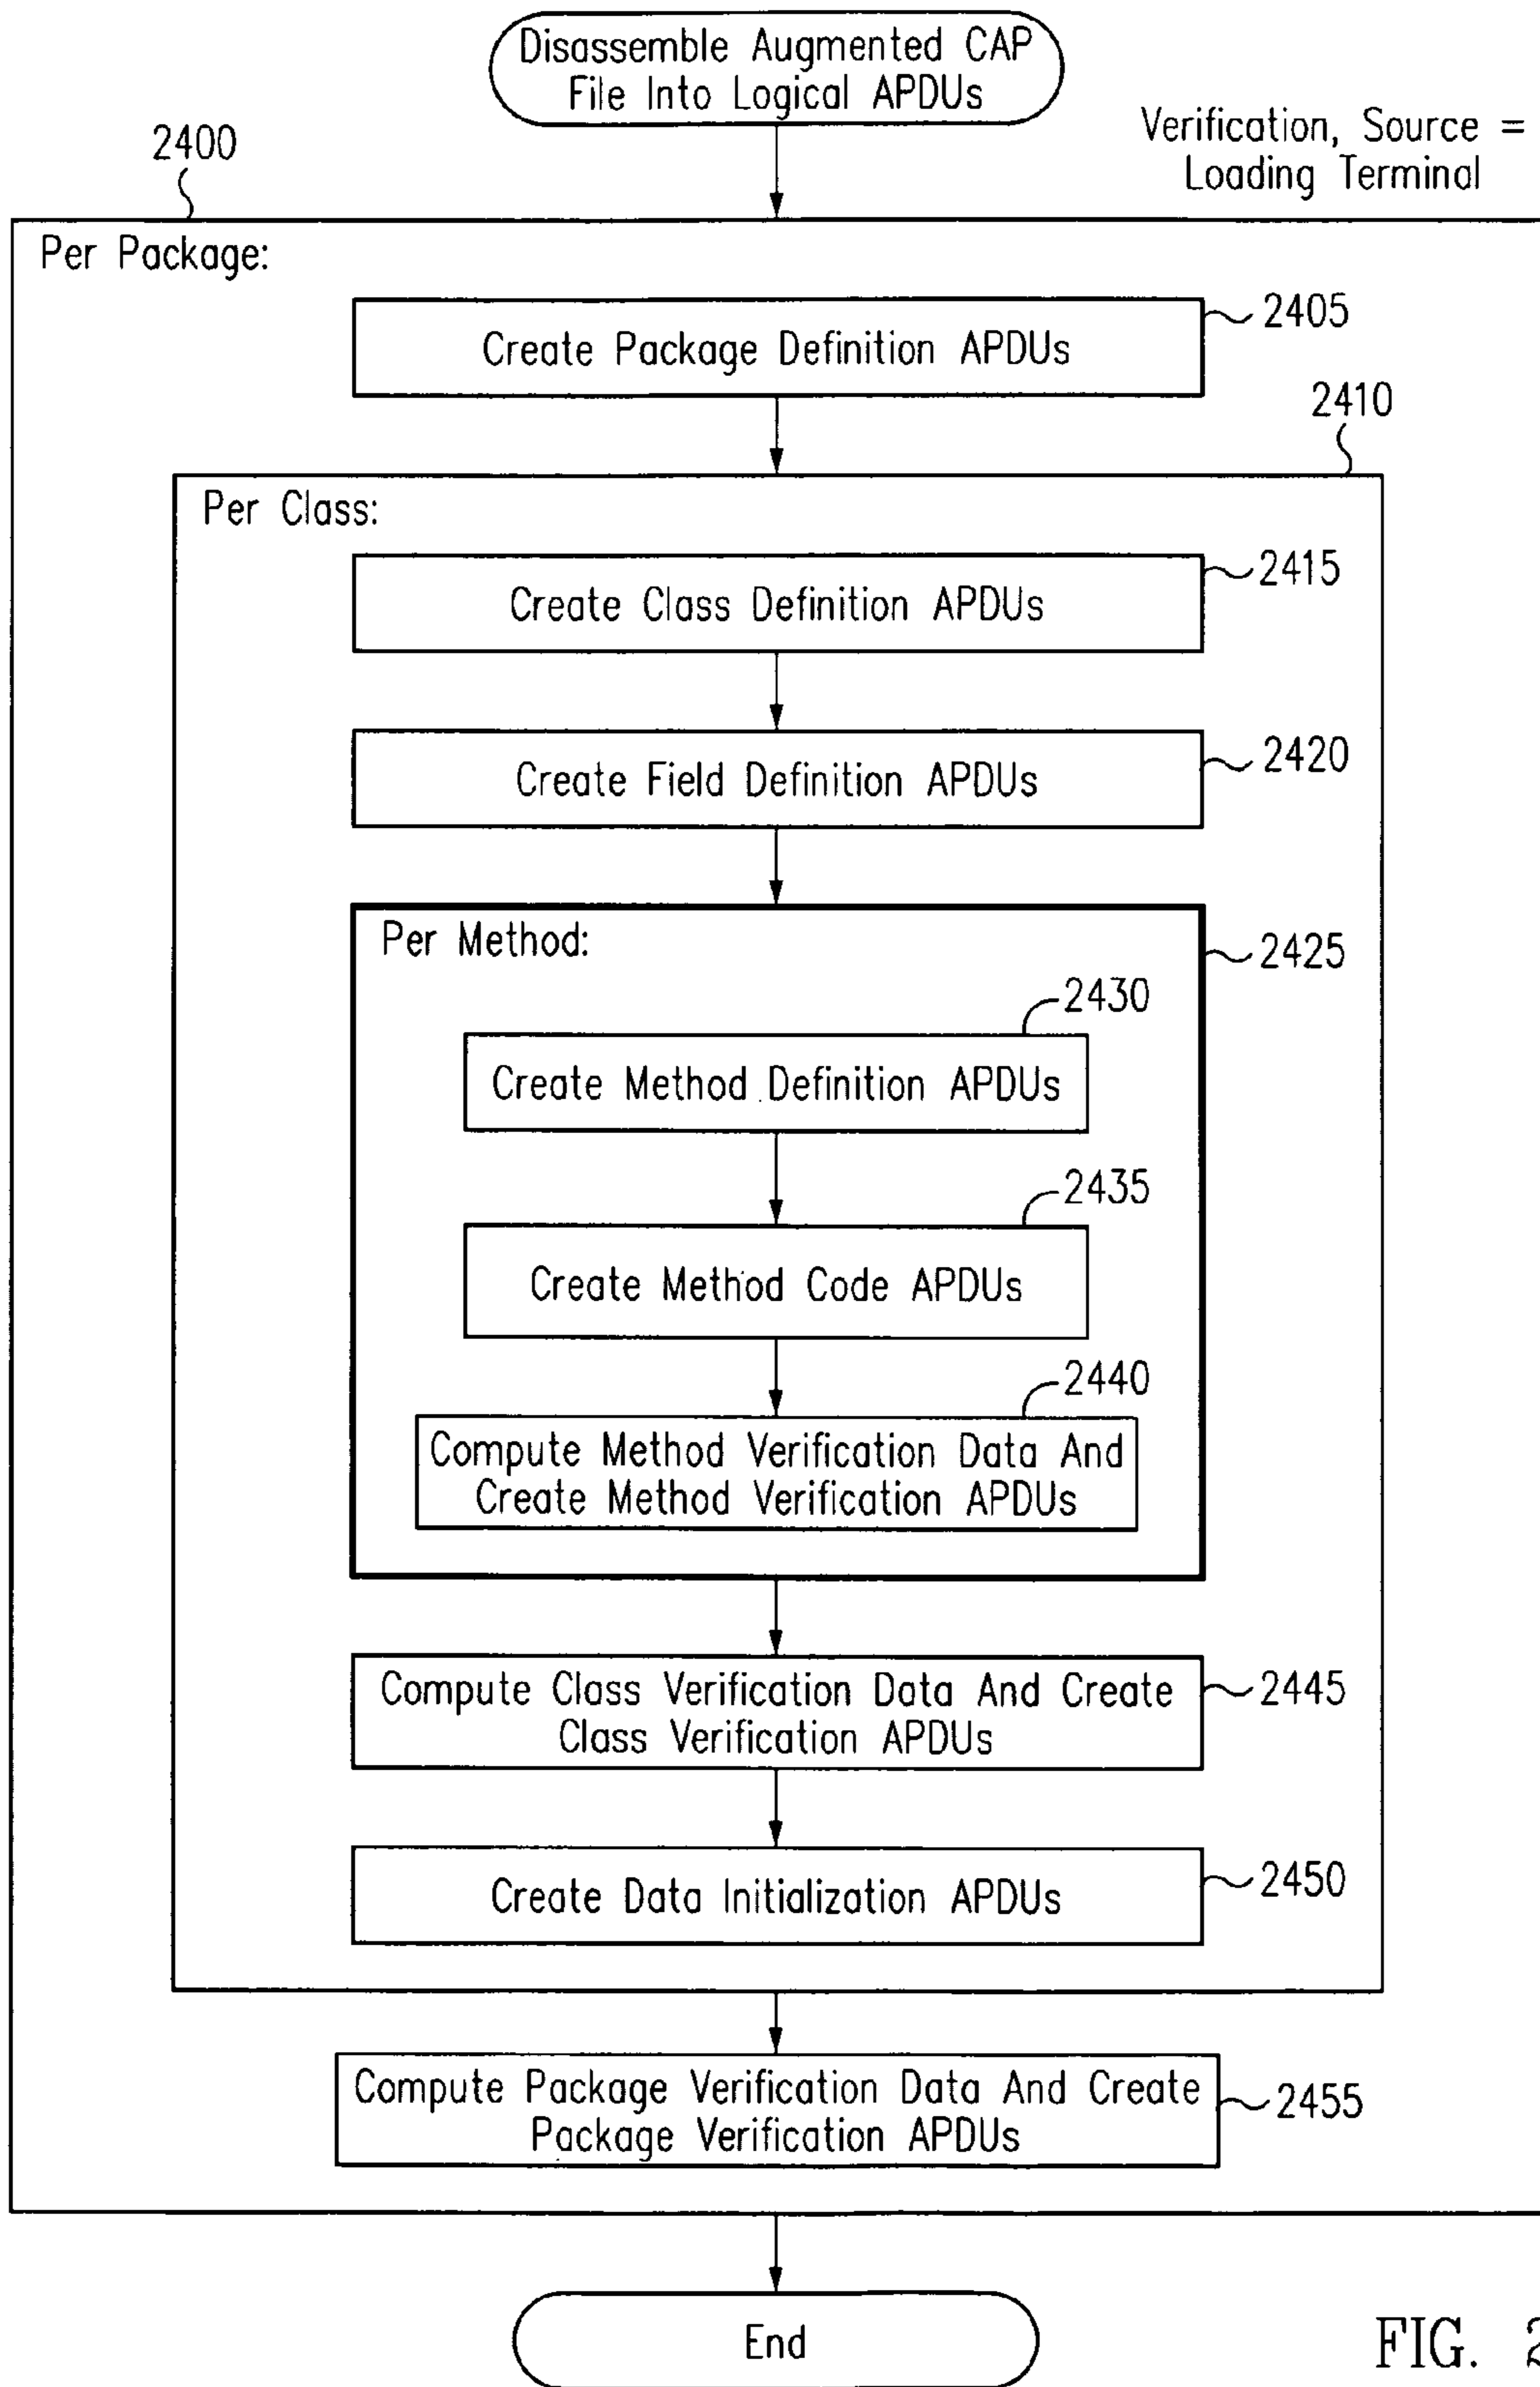 Disassemble Augmented CAP
File Into Logical APDUs
Verification, Source =
Loading Terminal
2400
Per Package:
2405
Create Package Definition APDUs
2410
Per Class:
2415
Create Class Definition APDUs
2420
Create Field Definition APDUs
Per Method:
2425
2430
Create Method Definition APDUs
2435
Create Method Code APDUs
2440
Compute Method Verification Data And
Create Method Verification APDUs
Compute Class Verification Data And Create
Class Verification APDUs
2445
2450
Create Data Initialization APDUs
Compute Package Verification Data And Create
Package Verification APDUs
2455
End
FIG.